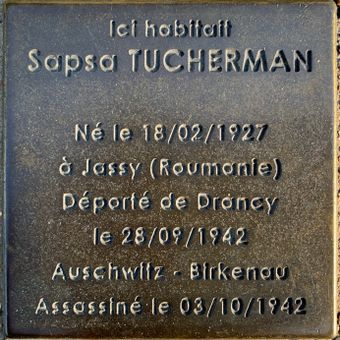 Ici habitait
Sapsa TUCHERMAN
Né le 18/02/1927
à Jassy (Roumanie)
Déporté de Drancy
le 28/09/1942
Auschwitz - Birkenau
Assassiné le 03/10/1942